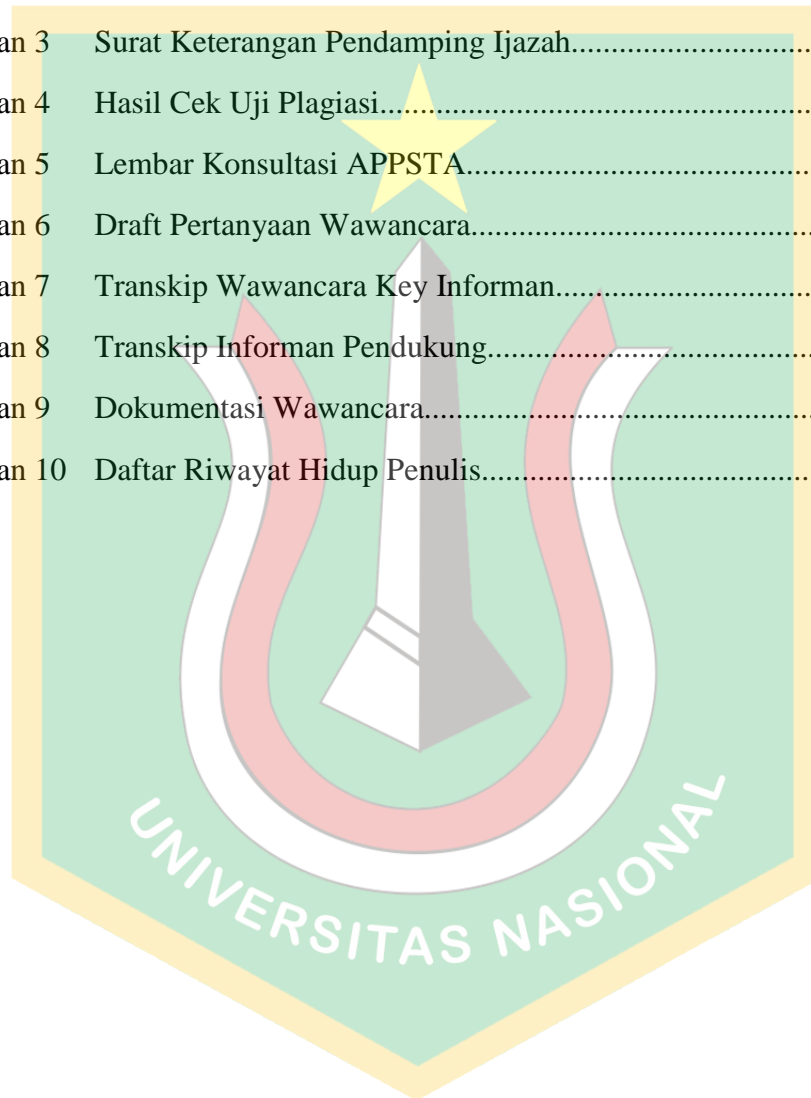 an 3 Surat Keterangan Pendamping Ijazah..............................
an 4 Hasil Cek Uji Plagiasi......................................................
an 5 Lembar Konsultasi APPSTA...........................................
an 6 Draft Pertanyaan Wawancara..........................................
an 7 Transkip Wawancara Key Informan................................
an 8 Transkip Informan Pendukung........................................
an 9 Dokumentasi Wawancara................................................
an 10 Daftar Riwayat Hidup Penulis.........................................
UNIVERSITAS NASIONAL